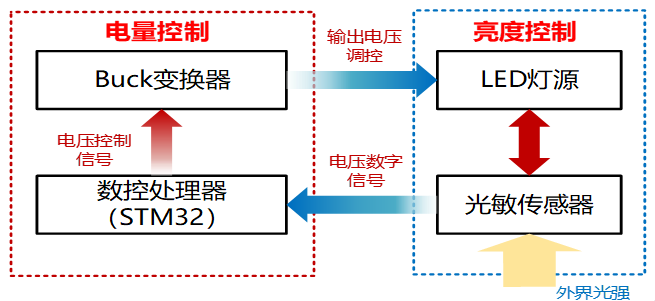 电量控制
亮度控制
输出电压
调控
Buck变换器
LED灯源
电压控制
信号
电压数字
信号
数控处理器
(STM32)
光敏传感器
外界光强